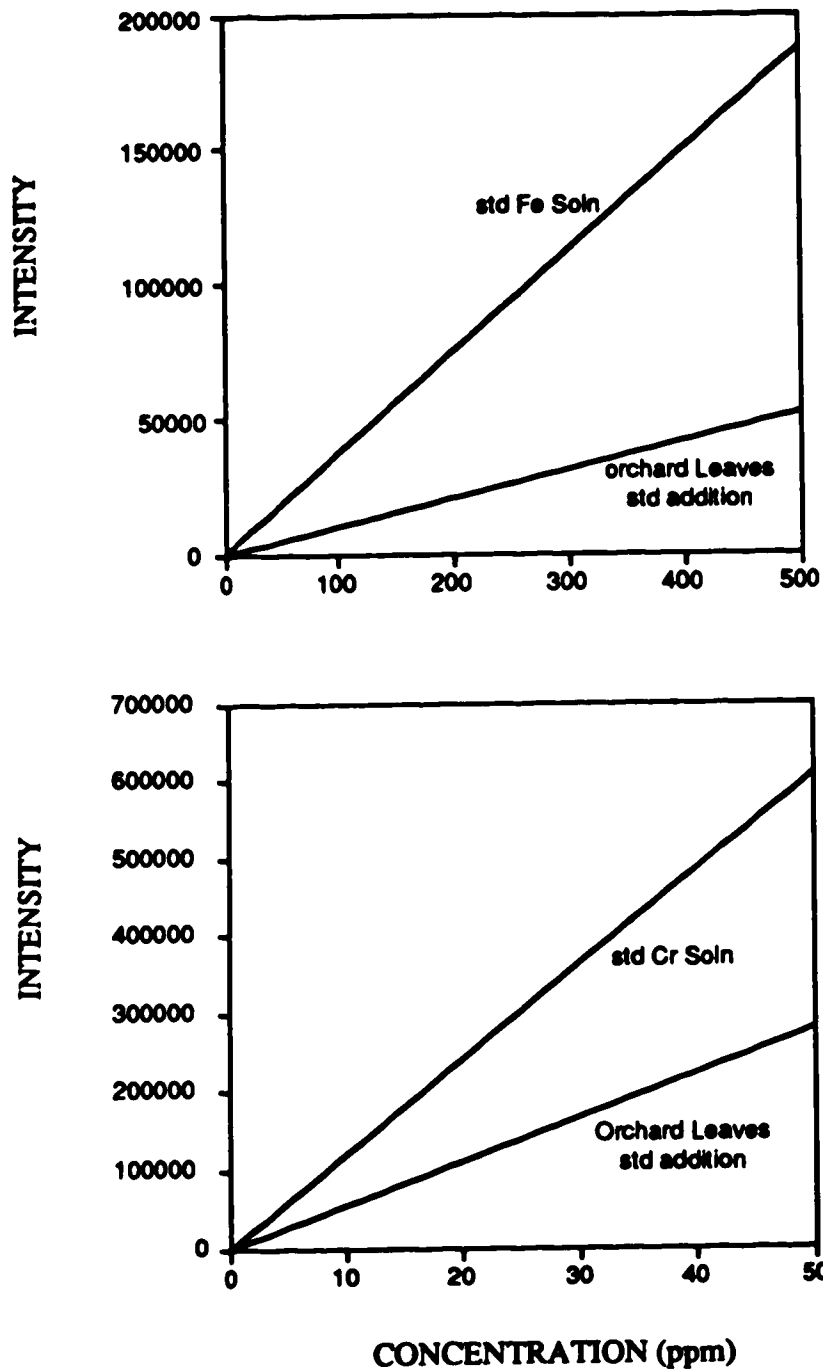 200000
150000
100000
50000
0
INTENSITY
std Fe Soln
orchard Leaves
std addition
0 100 200 300 400 500
700000
600000
500000
400000
300000
200000
100000
0
INTENSITY
std Cr Soln
Orchard Leaves
std addition
0 10 20 30 40 50
CONCENTRATION (ppm)